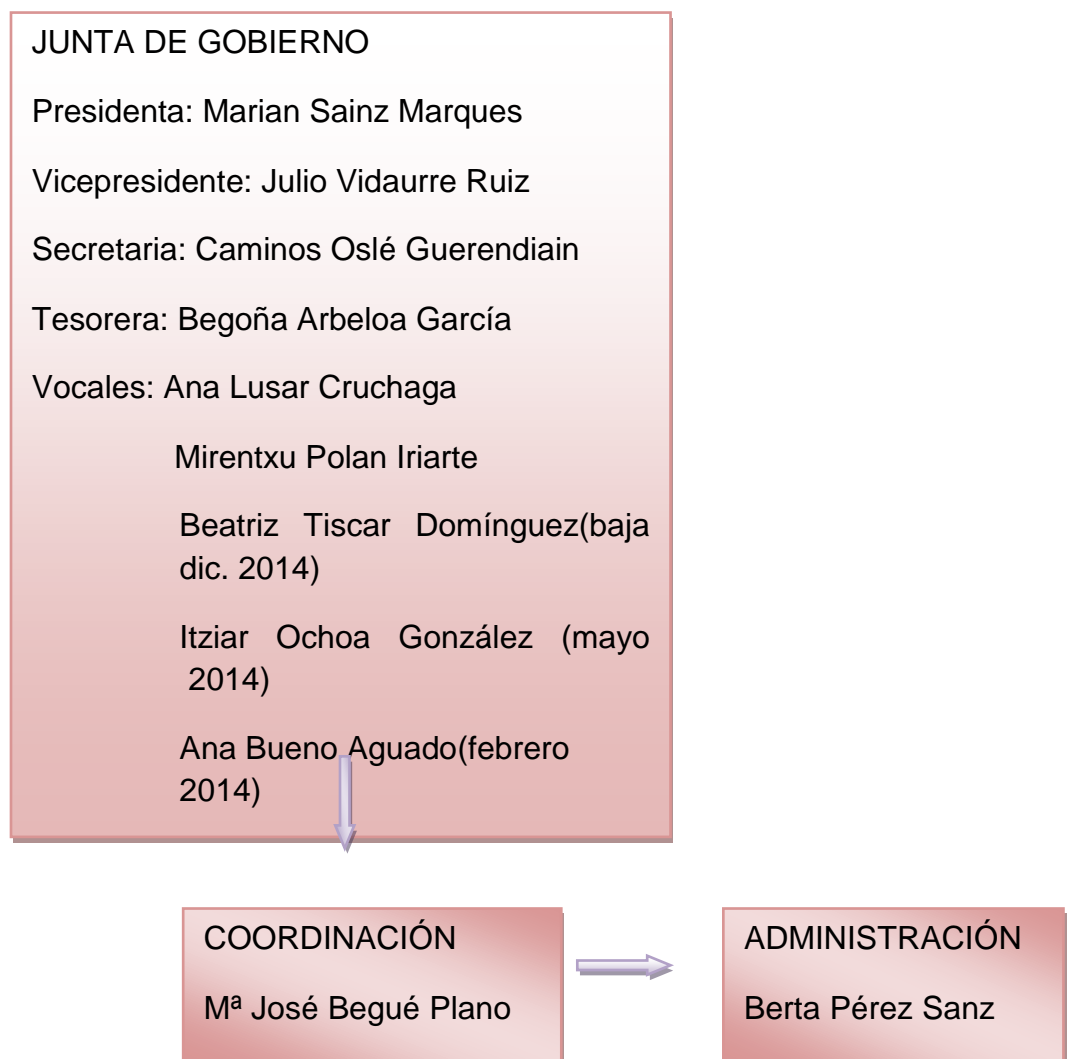 JUNTA DE GOBIERNO
Presidenta: Marian Sainz Marques
Vicepresidente: Julio Vidaurre Ruiz
Secretaria: Caminos Oslé Guerendiain
Tesorera: Begoña Arbeloa García
Vocales: Ana Lusar Cruchaga
Mirentxu Polan Iriarte
Beatriz Tiscar Domínguez(baja
dic. 2014)
Itziar Ochoa González (mayo
2014)
Ana Bueno Aguado(febrero
2014)
COORDINACIÓN
Mª José Begué Plano
ADMINISTRACIÓN
Berta Pérez Sanz